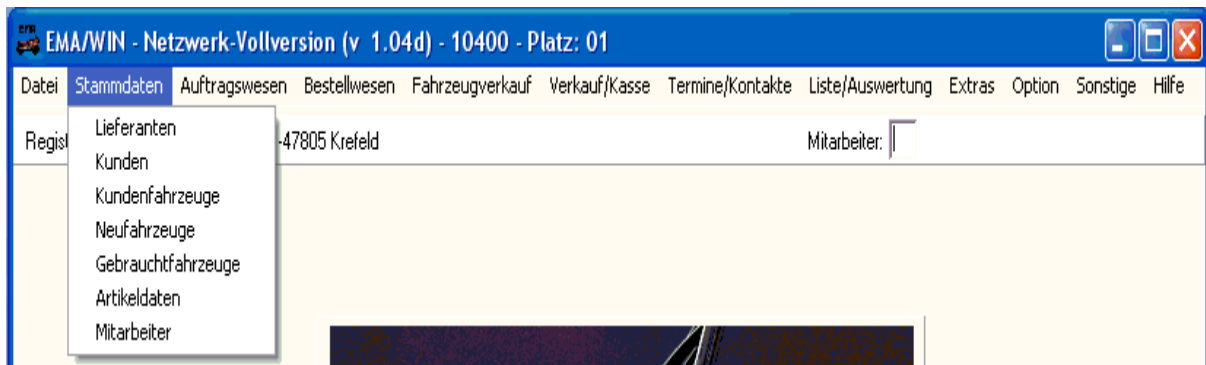 EMA/WIN - Netzwerk-Vollversion (v 1.04d) - 10400 - Platz: 01
Datei Stammdaten Auftragswesen Bestellwesen Fahrzeugverkauf Verkauf/Kasse Termine/Kontakte Liste/Auswertung Extras Option Sonstige Hilfe
-47805 Krefeld Mitarbeiter:
Lieferanten
Kunden
Kundenfahrzeuge
Neufahrzeuge
Gebrauchtfahrzeuge
Artikeldaten
Mitarbeiter